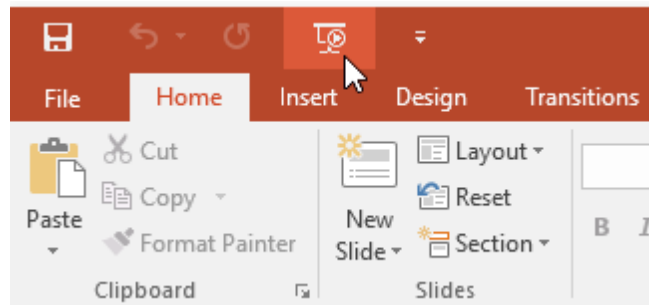 File Home Insert Design Transitions
Cut
Copy
Format Painter
Paste
Clipboard
New
Slide
Layout
Reset
Section
Slides
B I